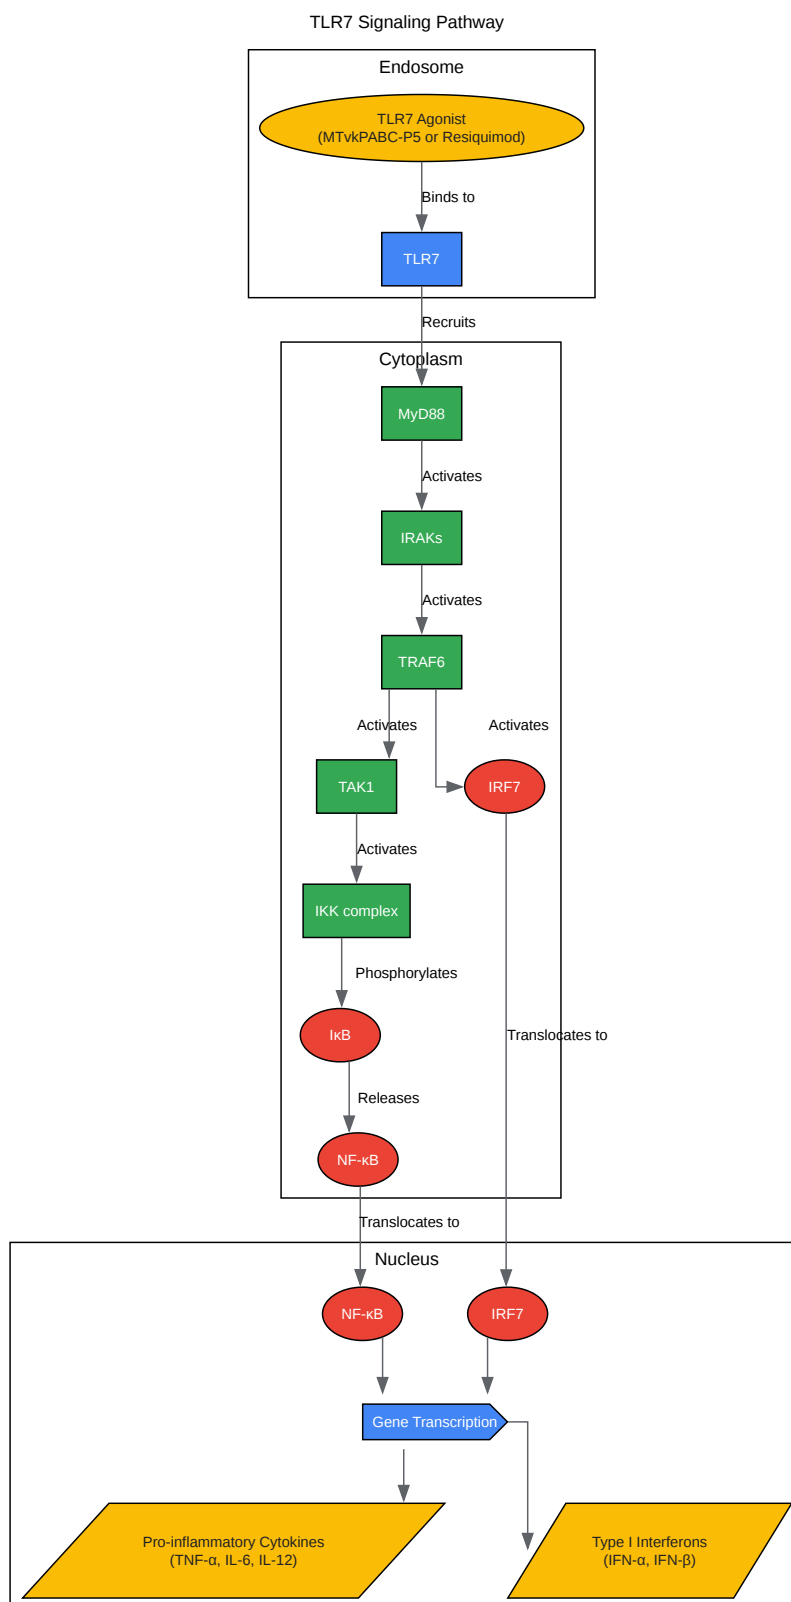 TLR7 Signaling Pathway
Endosome
TLR7 Agonist
(MTvkPABC-P5 or Resiquimod)
Binds to
TLR7
Recruits
Cytoplasm
MyD88
Activates
IRAKs
Activates
TRAF6
Activates
Activates
TAK1
IRF7
Activates
IKK complex
Phosphorylates
IκB
Translocates to
Releases
NF-κB
Translocates to
Nucleus
NF-κB
IRF7
Gene Transcription
Pro-inflammatory Cytokines
(TNF-α, IL-6, IL-12)
Type I Interferons
(IFN-α, IFN-β)